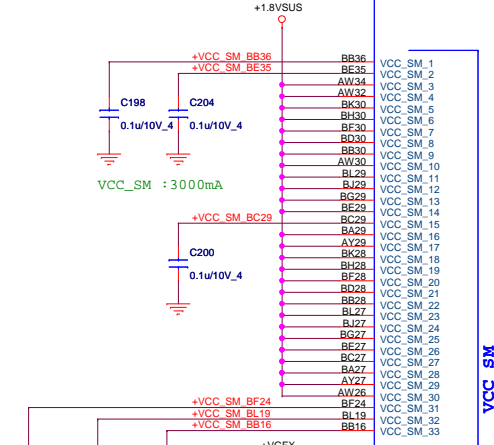 +1.8VSUS
+VCC_SM_BB36 BB36 VCC_SM_1
+VCC_SM_BE35 BE35 VCC_SM_2
AW34 VCC_SM_3
AW32 VCC_SM_4
BK30 VCC_SM_5
BH30 VCC_SM_6
BF30 VCC_SM_7
BD30 VCC_SM_8
BB30 VCC_SM_9
AW30 VCC_SM_10
BL29 VCC_SM_11
BJ29 VCC_SM_12
BG29 VCC_SM_13
BE29 VCC_SM_14
+VCC_SM_BC29 BC29 VCC_SM_15
BA29 VCC_SM_16
AY29 VCC_SM_17
BK28 VCC_SM_18
BH28 VCC_SM_19
BF28 VCC_SM_20
BD28 VCC_SM_21
BB28 VCC_SM_22
BL27 VCC_SM_23
BJ27 VCC_SM_24
BG27 VCC_SM_25
BE27 VCC_SM_26
BC27 VCC_SM_27
BA27 VCC_SM_28
AY27 VCC_SM_29
AW26 VCC_SM_30
+VCC_SM_BF24 BF24 VCC_SM_31
+VCC_SM_BL19 BL19 VCC_SM_32
+VCC_SM_BB16 BB16 VCC_SM_33
C198 C204
0.1u/10V_4 0.1u/10V_4
VCC_SM :3000mA
C200
0.1u/10V_4
VCC SM